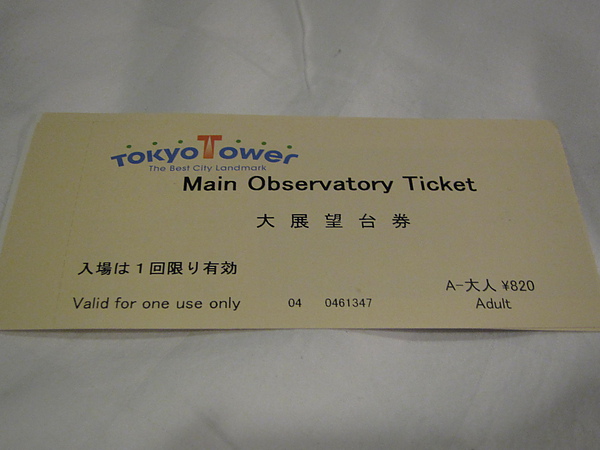 TOKYO TOWER
The Best City Landmark
Main Observatory Ticket
大展望台券
入場は1回限り有効
A-大人 ¥820
Valid for one use only 04 0461347 Adult